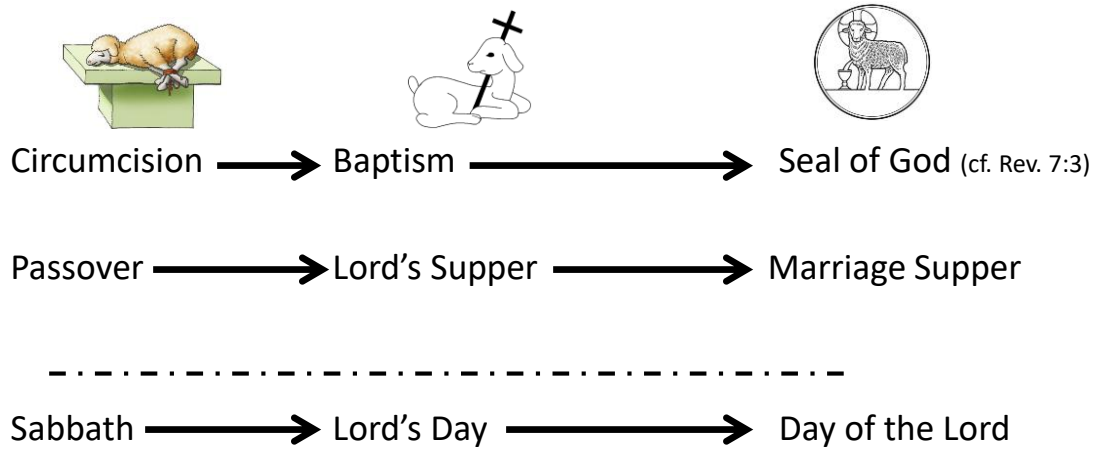 Circumcision Baptism Seal of God (cf. Rev. 7:3)
Passover Lord’s Supper Marriage Supper
Sabbath Lord’s Day Day of the Lord